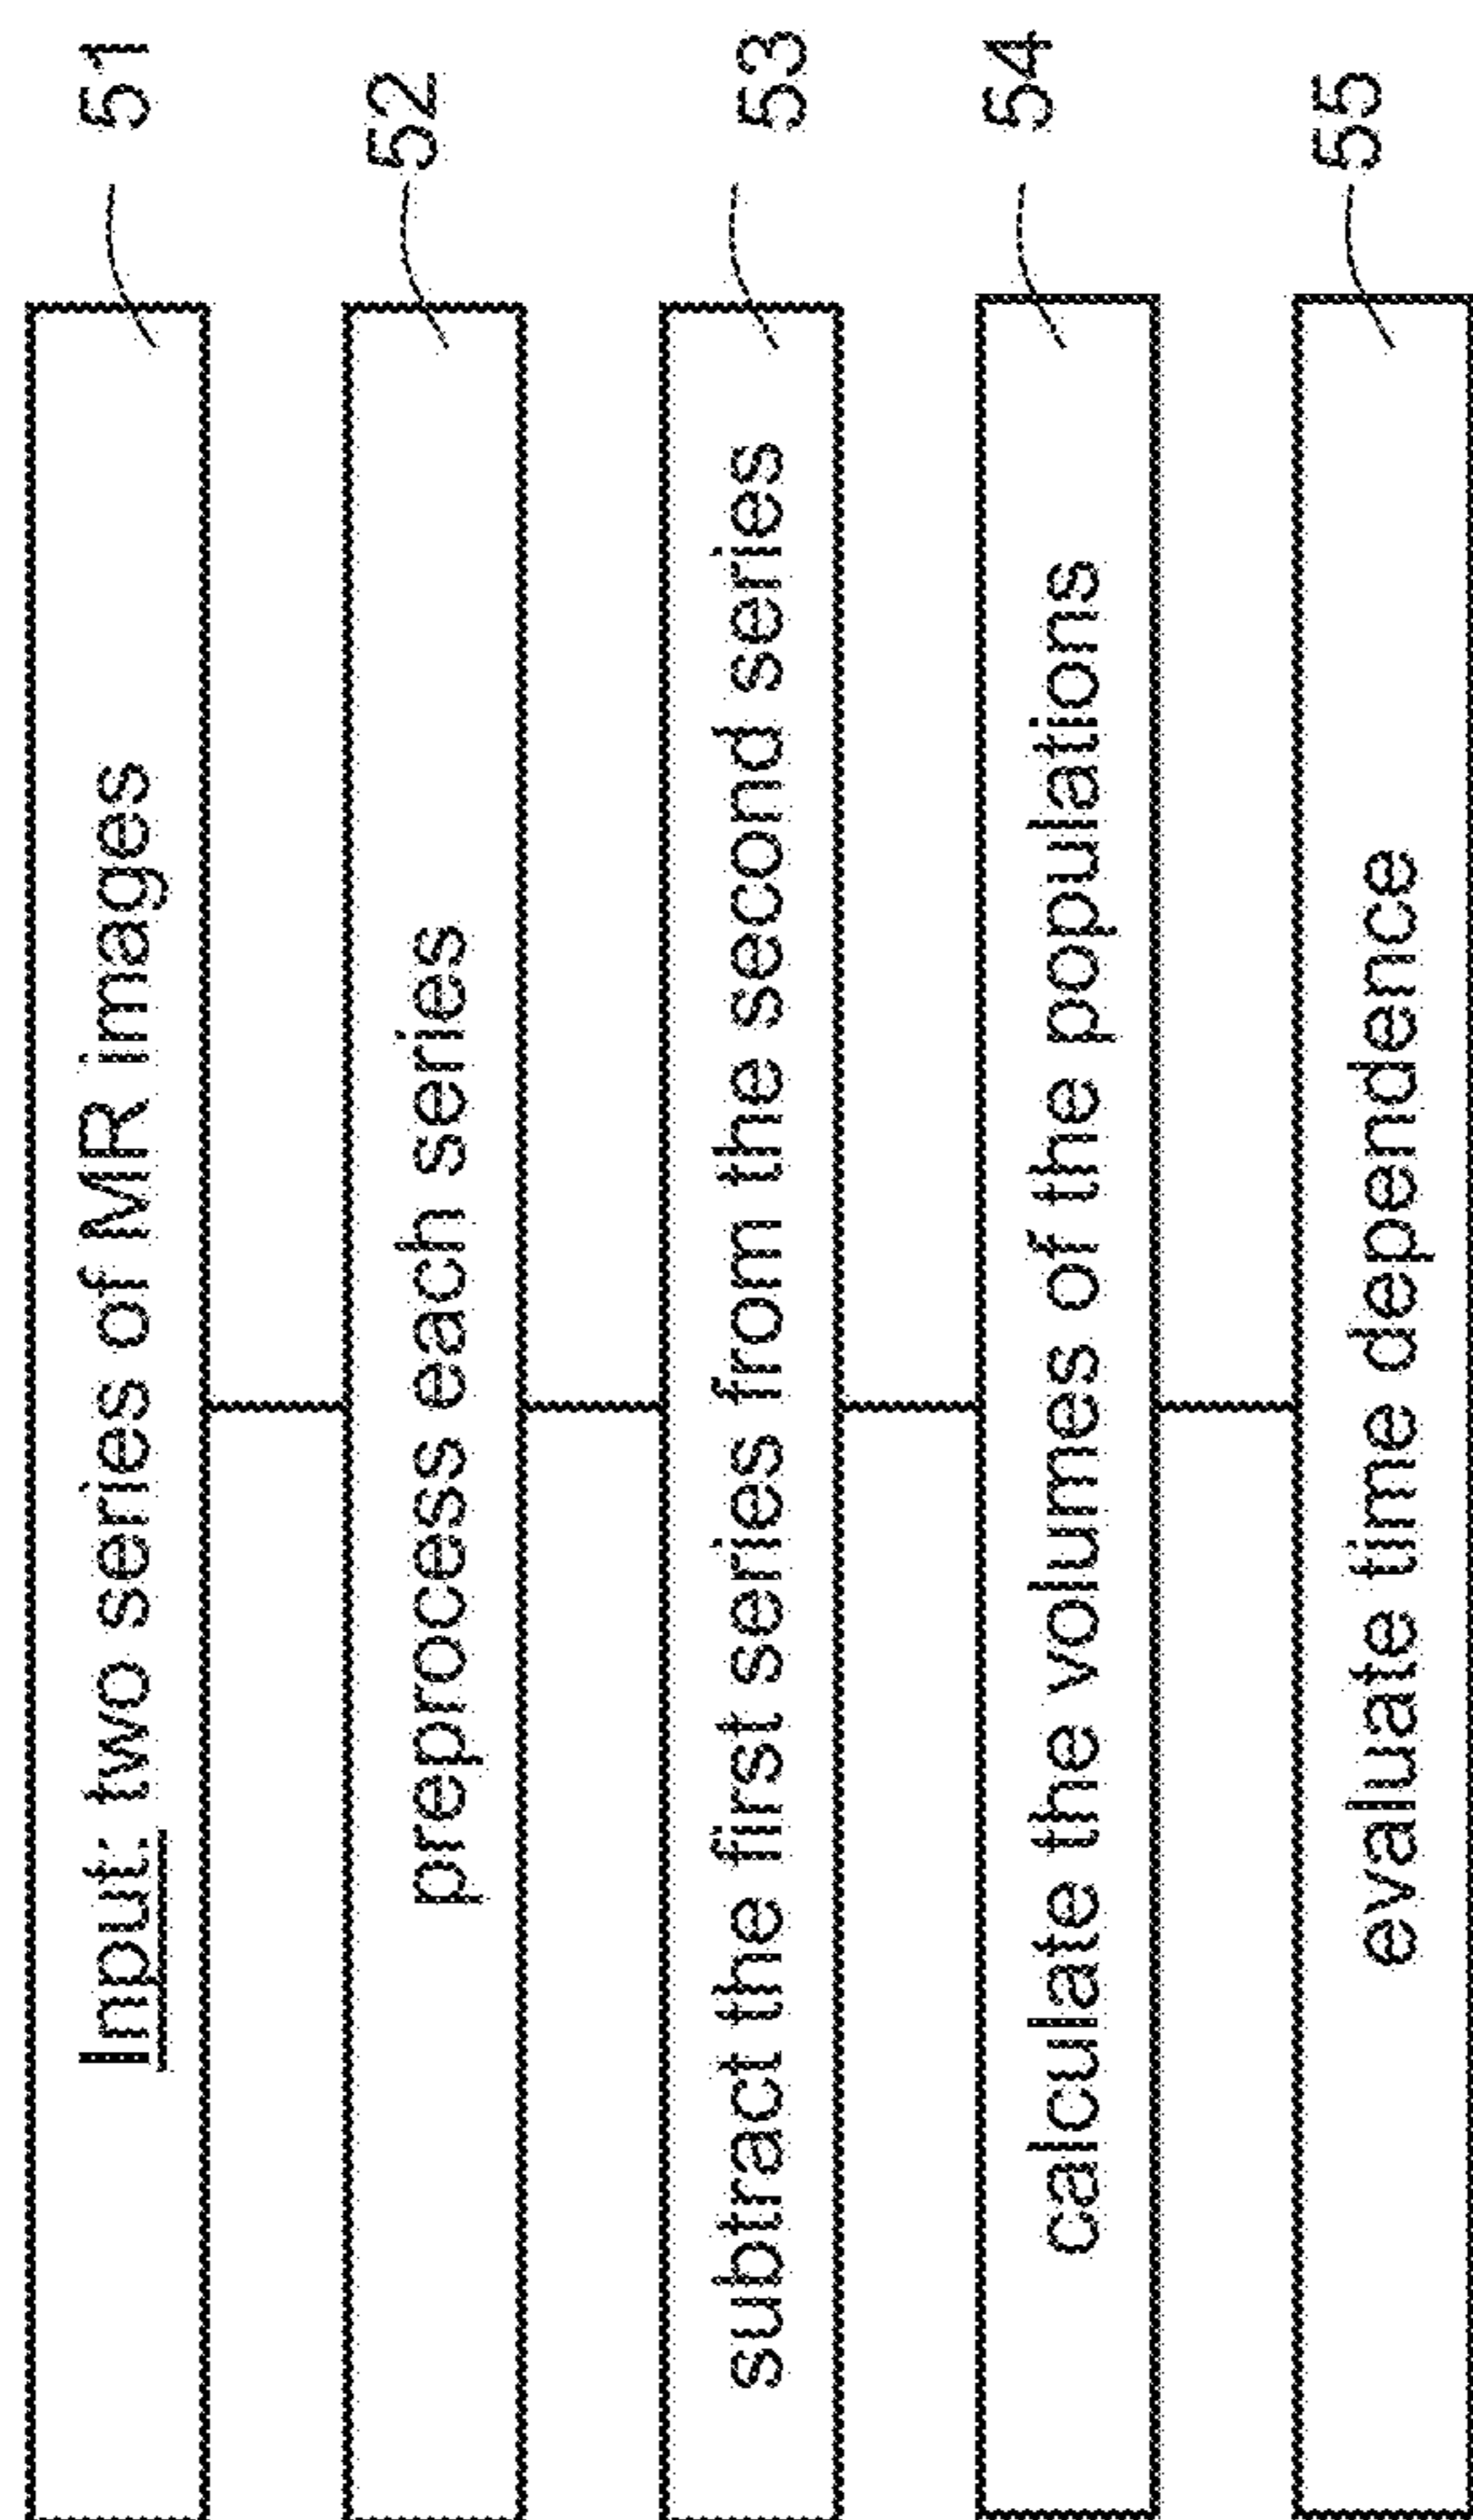 Input: two series of MR images 51
preprocess each series 52
subtract the first series from the second series 53
calculate the volumes of the populations 54
evaluate time dependence 55